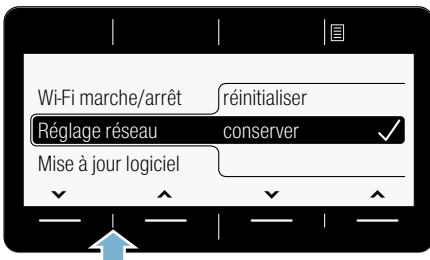 Wi-Fi marche/arrêt réinitialiser
Réglage réseau conserver
Mise à jour logiciel